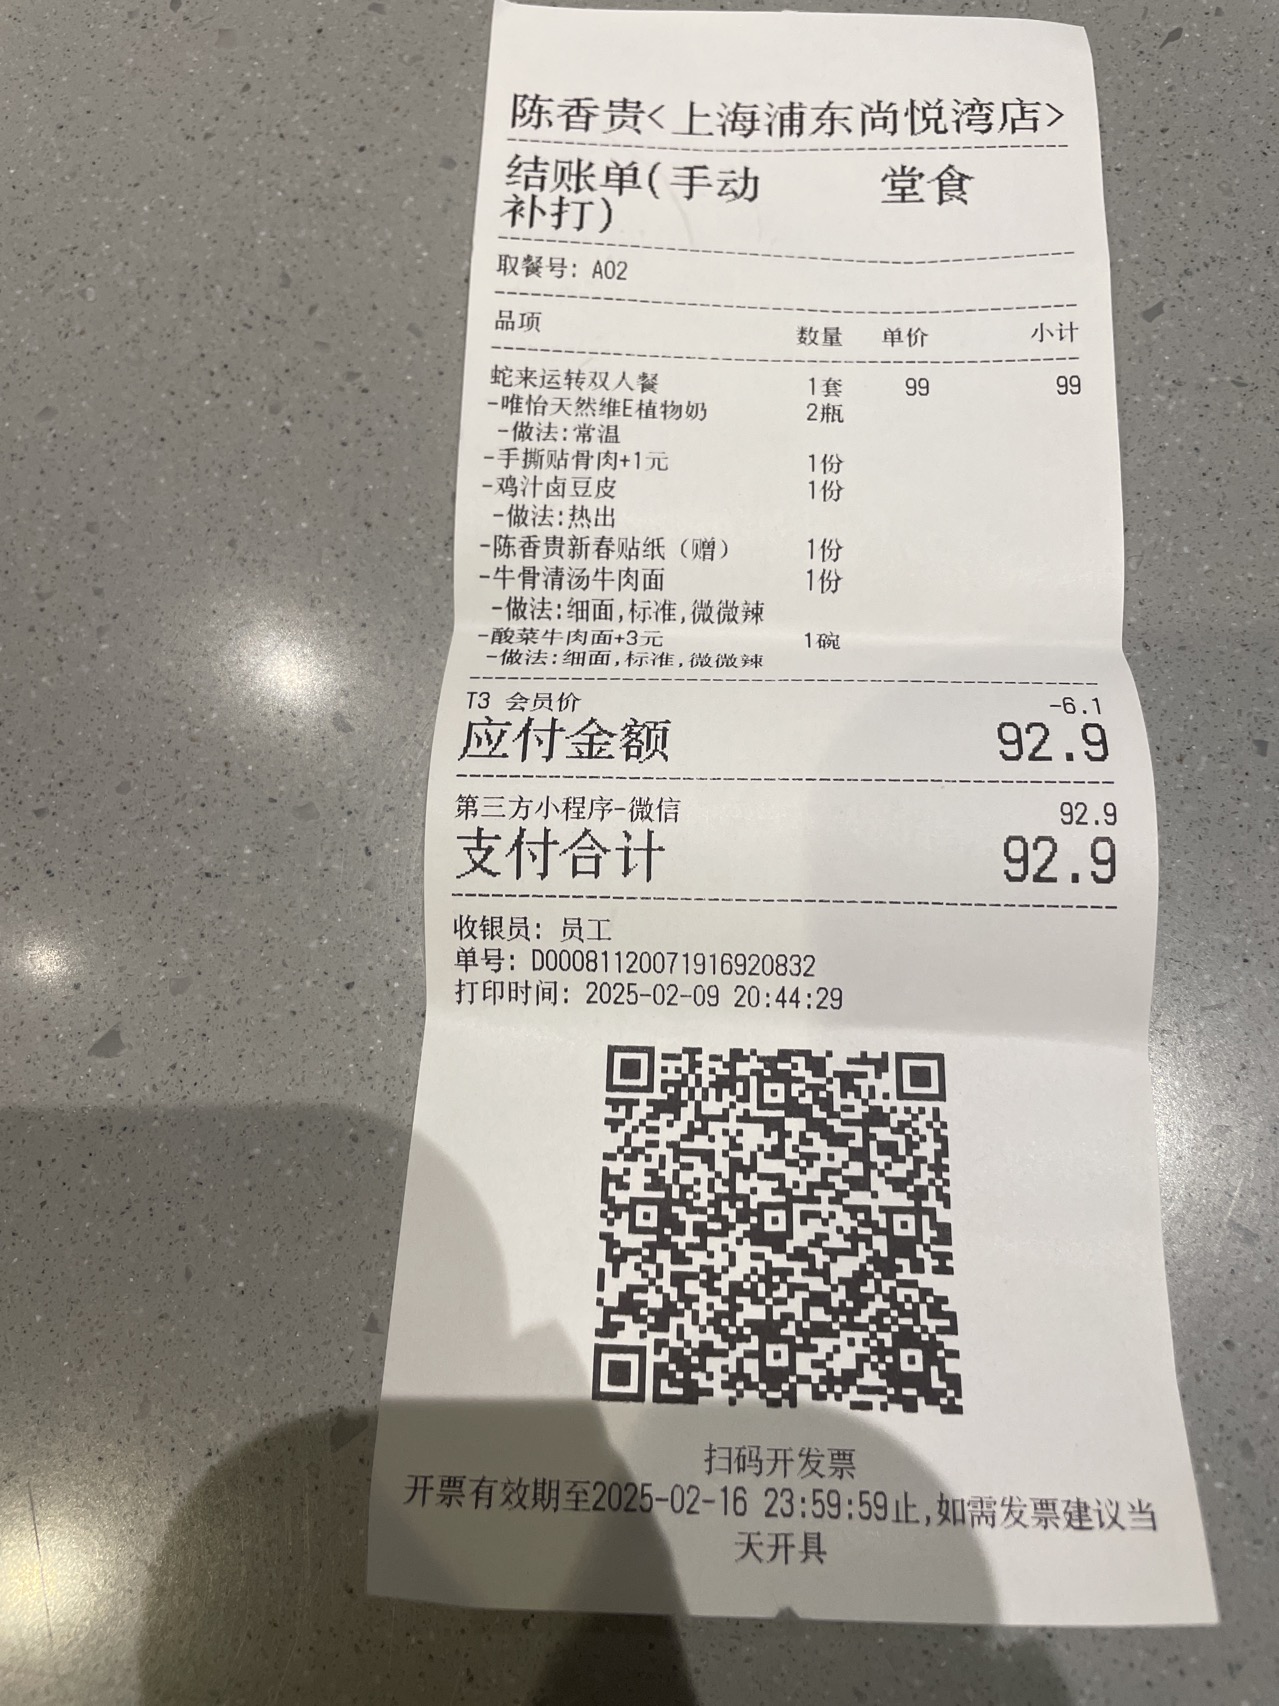 陈香贵<上海浦东尚悦湾店>
结账单(手动 堂食
补打)
取餐号: A02
品项 数量 单价 小计
蛇来运转双人餐 1套 99 99
-唯怡天然维E植物奶 2瓶
-做法:常温
-手撕贴骨肉+1元 1份
-鸡汁卤豆皮 1份
-做法:热出
-陈香贵新春贴纸（赠） 1份
-牛骨清汤牛肉面 1份
-做法:细面,标准,微微辣
-酸菜牛肉面+3元 1碗
-做法:细面,标准,微微辣
T3 会员价 -6.1
应付金额 92.9
第三方小程序-微信 92.9
支付合计 92.9
收银员: 员工
单号: D00081120071916920832
打印时间: 2025-02-09 20:44:29
扫码开发票
开票有效期至2025-02-16 23:59:59止,如需发票建议当
天开具